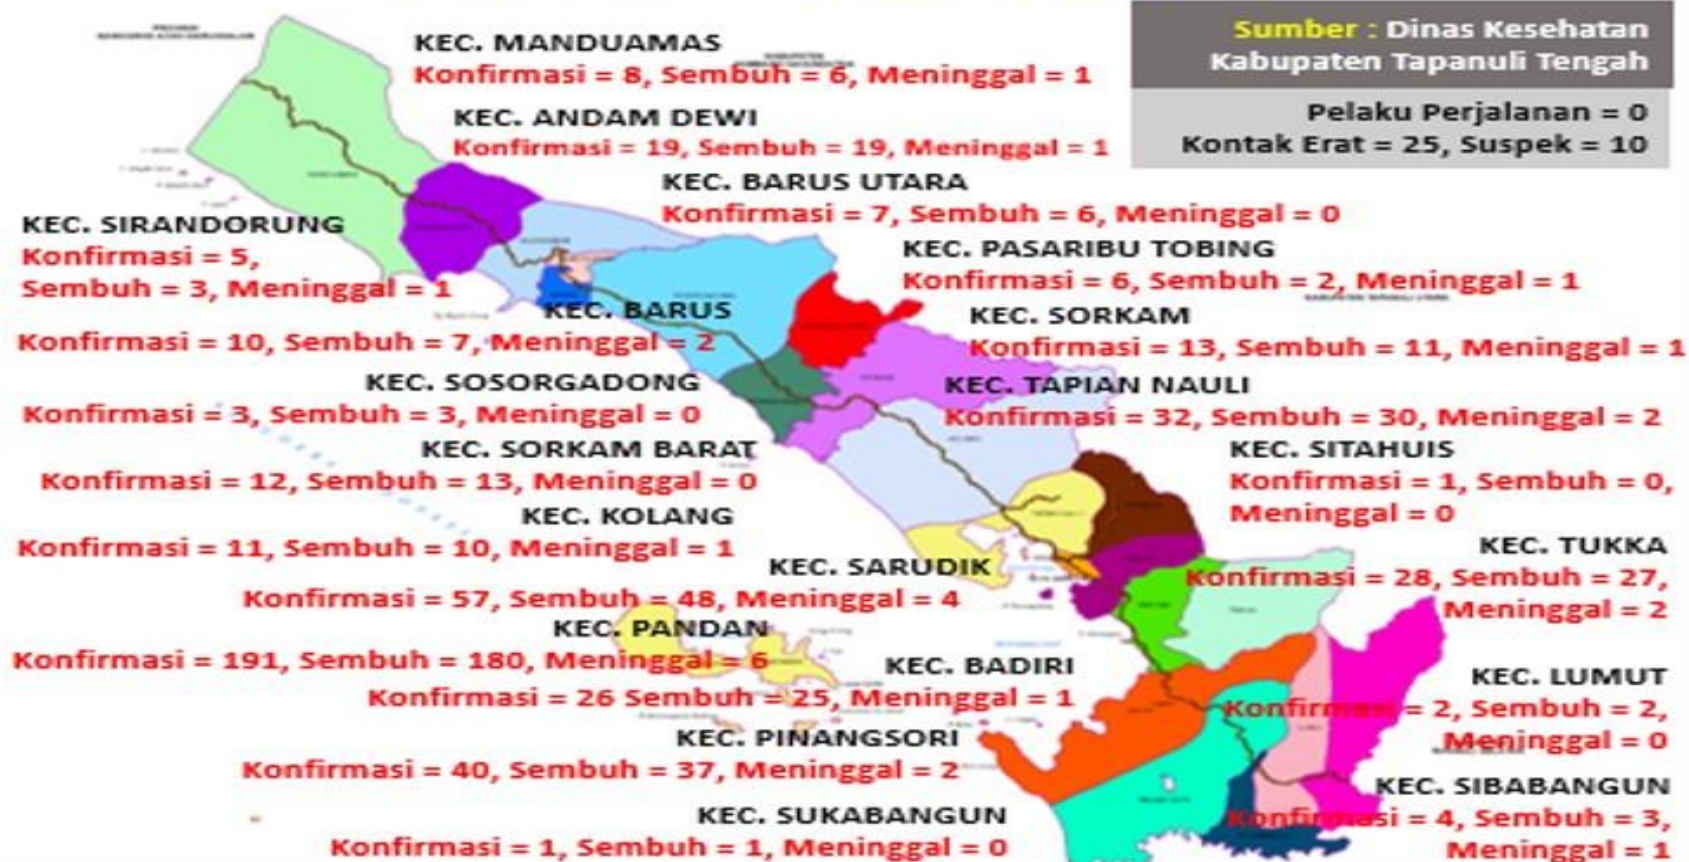 Sumber : Dinas Kesehatan
Kabupaten Tapanuli Tengah
Pelaku Perjalanan = 0
Kontak Erat = 25, Suspek = 10
KEC. MANDUAMAS
Konfirmasi = 8, Sembuh = 6, Meninggal = 1
KEC. ANDAM DEWI
Konfirmasi = 19, Sembuh = 19, Meninggal = 1
KEC. BARUS UTARA
Konfirmasi = 7, Sembuh = 6, Meninggal = 0
KEC. SIRANDORUNG
Konfirmasi = 5,
Sembuh = 3, Meninggal = 1
KEC. PASARIBU TOBING
Konfirmasi = 6, Sembuh = 2, Meninggal = 1
KEC. BARUS
Konfirmasi = 10, Sembuh = 7, Meninggal = 2
KEC. SORKAM
Konfirmasi = 13, Sembuh = 11, Meninggal = 1
KEC. SOSORGADONG
Konfirmasi = 3, Sembuh = 3, Meninggal = 0
KEC. TAPIAN NAULI
Konfirmasi = 32, Sembuh = 30, Meninggal = 2
KEC. SORKAM BARAT
Konfirmasi = 12, Sembuh = 13, Meninggal = 0
KEC. SITAHUIS
Konfirmasi = 1, Sembuh = 0,
Meninggal = 0
KEC. KOLANG
Konfirmasi = 11, Sembuh = 10, Meninggal = 1
KEC. TUKKA
Konfirmasi = 28, Sembuh = 27,
Meninggal = 2
KEC. SARUDIK
Konfirmasi = 57, Sembuh = 48, Meninggal = 4
KEC. PANDAN
Konfirmasi = 191, Sembuh = 180, Meninggal = 6
KEC. BADIRI
Konfirmasi = 26 Sembuh = 25, Meninggal = 1
KEC. LUMUT
Konfirmasi = 2, Sembuh = 2,
Meninggal = 0
KEC. PINANGSORI
Konfirmasi = 40, Sembuh = 37, Meninggal = 2
KEC. SIBABANGUN
Konfirmasi = 4, Sembuh = 3,
Meninggal = 1
KEC. SUKABANGUN
Konfirmasi = 1, Sembuh = 1, Meninggal = 0